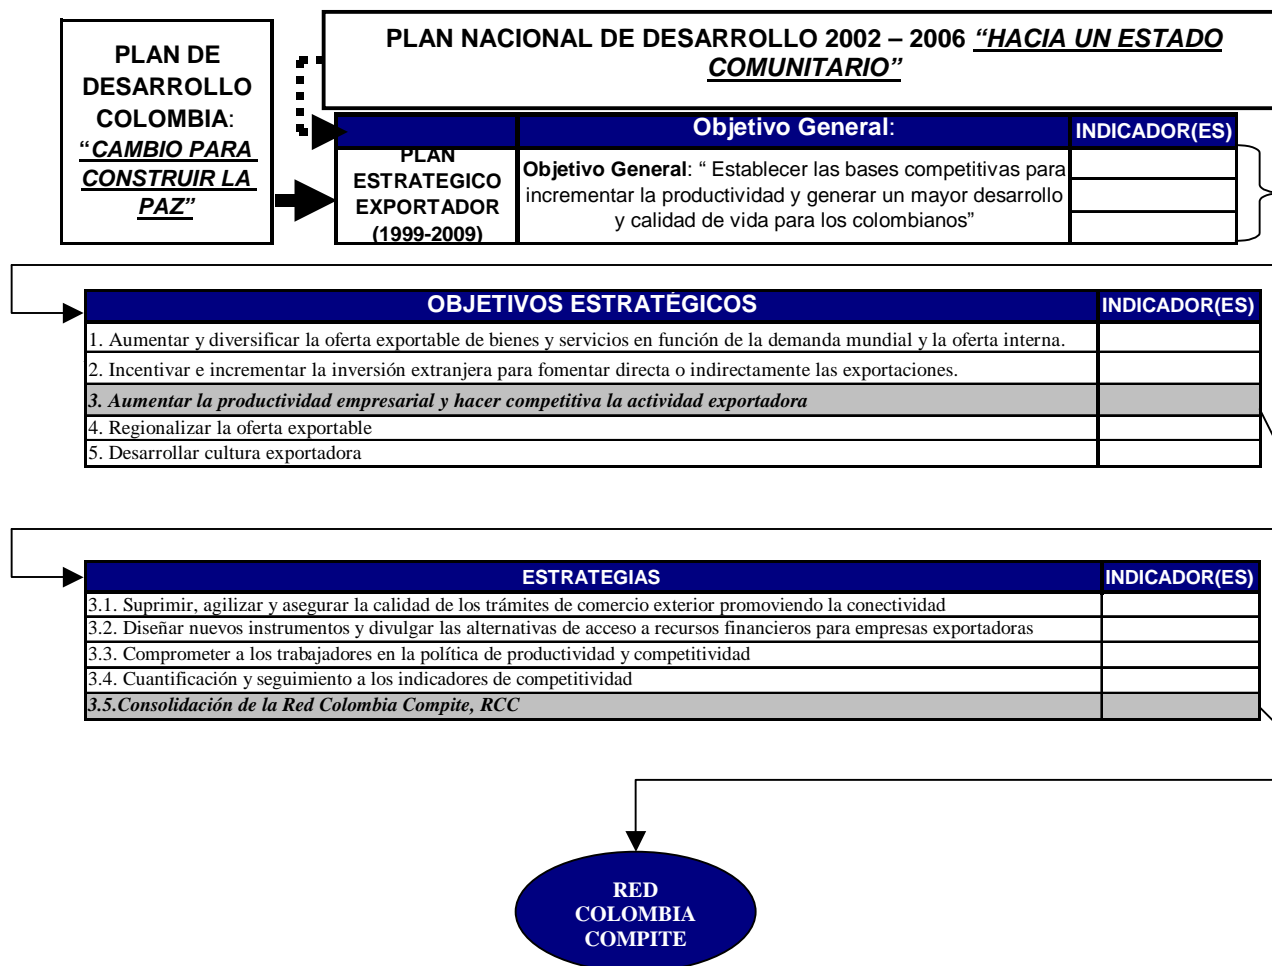 PLAN DE
DESARROLLO
COLOMBIA:
“CAMBIO PARA
CONSTRUIR LA
PAZ”
PLAN NACIONAL DE DESARROLLO 2002 – 2006 “HACIA UN ESTADO
COMUNITARIO”
Objetivo General:
INDICADOR(ES)
PLAN
ESTRATEGICO
EXPORTADOR
(1999-2009)
Objetivo General: “ Establecer las bases competitivas para
incrementar la productividad y generar un mayor desarrollo
y calidad de vida para los colombianos”
OBJETIVOS ESTRATÉGICOS
INDICADOR(ES)
1. Aumentar y diversificar la oferta exportable de bienes y servicios en función de la demanda mundial y la oferta interna.
2. Incentivar e incrementar la inversión extranjera para fomentar directa o indirectamente las exportaciones.
3. Aumentar la productividad empresarial y hacer competitiva la actividad exportadora
4. Regionalizar la oferta exportable
5. Desarrollar cultura exportadora
ESTRATEGIAS
INDICADOR(ES)
3.1. Suprimir, agilizar y asegurar la calidad de los trámites de comercio exterior promoviendo la conectividad
3.2. Diseñar nuevos instrumentos y divulgar las alternativas de acceso a recursos financieros para empresas exportadoras
3.3. Comprometer a los trabajadores en la política de productividad y competitividad
3.4. Cuantificación y seguimiento a los indicadores de competitividad
3.5.Consolidación de la Red Colombia Compite, RCC
RED
COLOMBIA
COMPITE